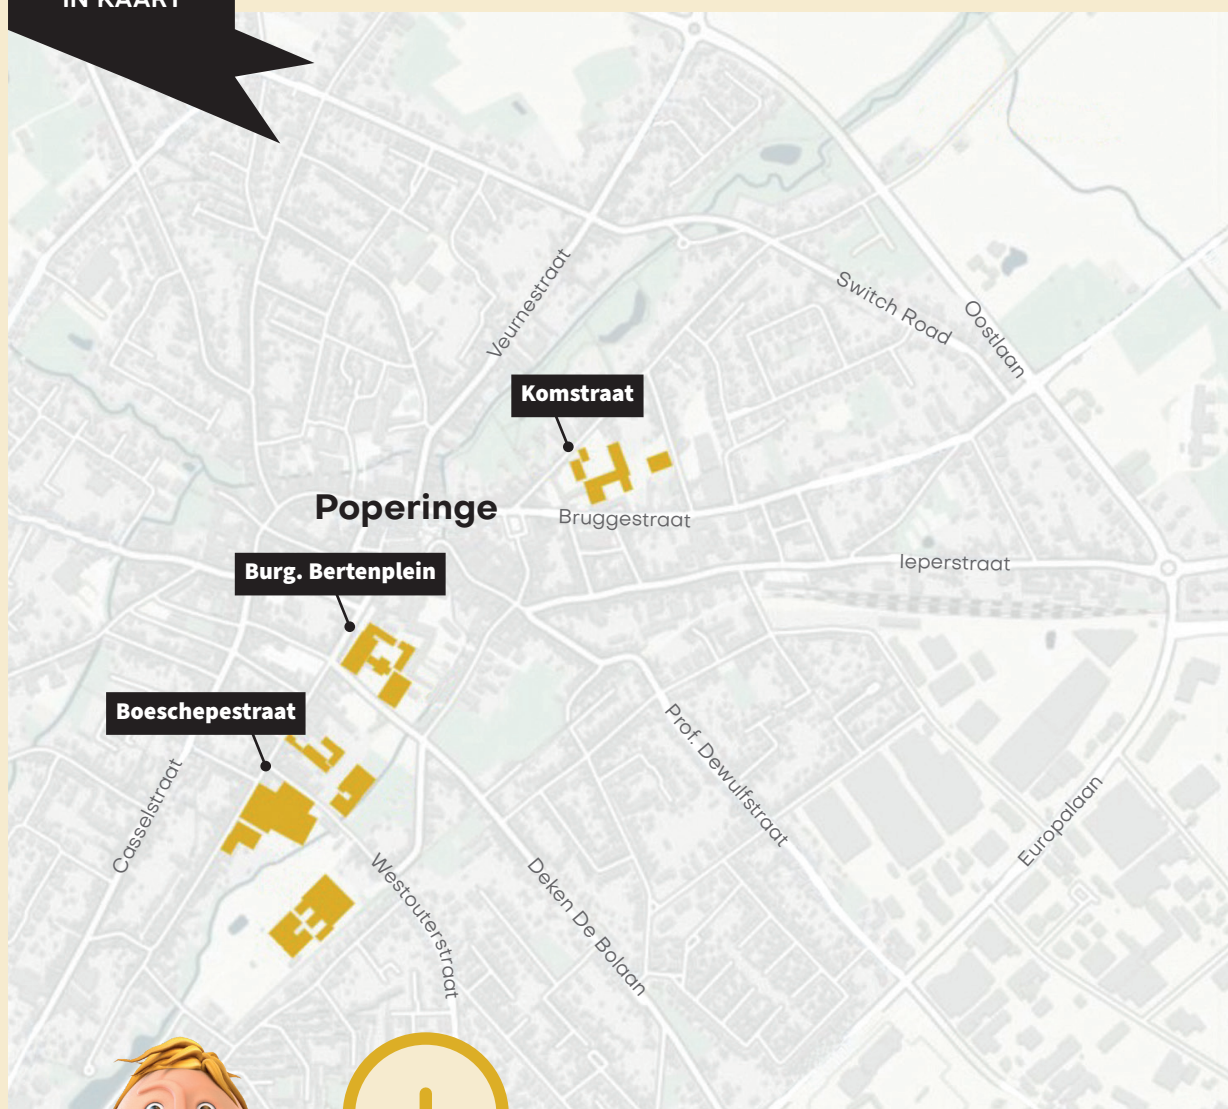 IN KAART
Veurnestraat
Switch Road
Oostlaan
Komstraat
Poperinge
Bruggestraat
Ieperstraat
Burg. Bertenplein
Boeschepestraat
Casselstraat
Prof. Dewulfstraat
Europalaan
Westouterstraat
Deken De Bolaan